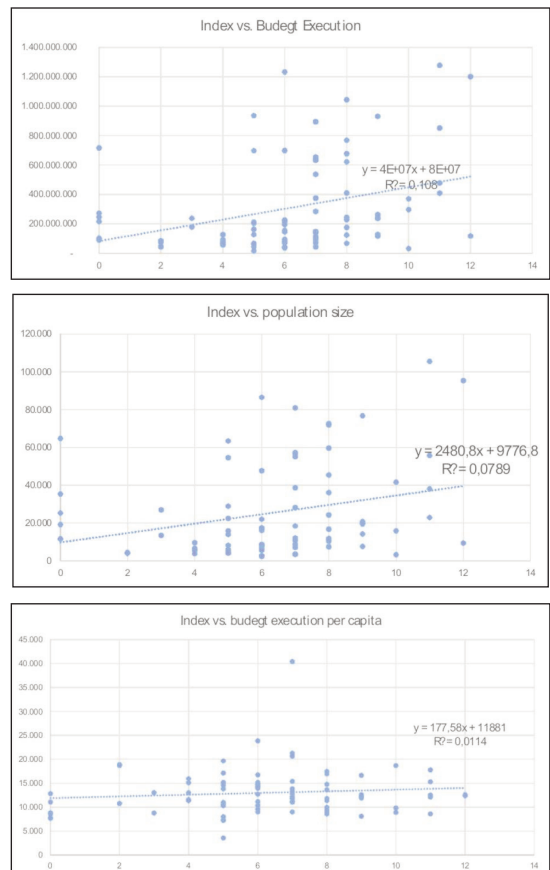 Index vs. Budegt Execution
1.400.000.000
1.200.000.000
1.000.000.000
800.000.000
600.000.000
400.000.000
200.000.000
-
y = 4E+07x + 8E+07
R?= 0,108
0 2 4 6 8 10 12 14
Index vs. population size
120.000
100.000
80.000
60.000
40.000
20.000
0
y = 2480,8x + 9776,8
R?= 0,0789
0 2 4 6 8 10 12 14
Index vs. budegt execution per capita
45.000
40.000
35.000
30.000
25.000
20.000
15.000
10.000
5.000
0
y = 177,58x + 11881
R?= 0,0114
0 2 4 6 8 10 12 14